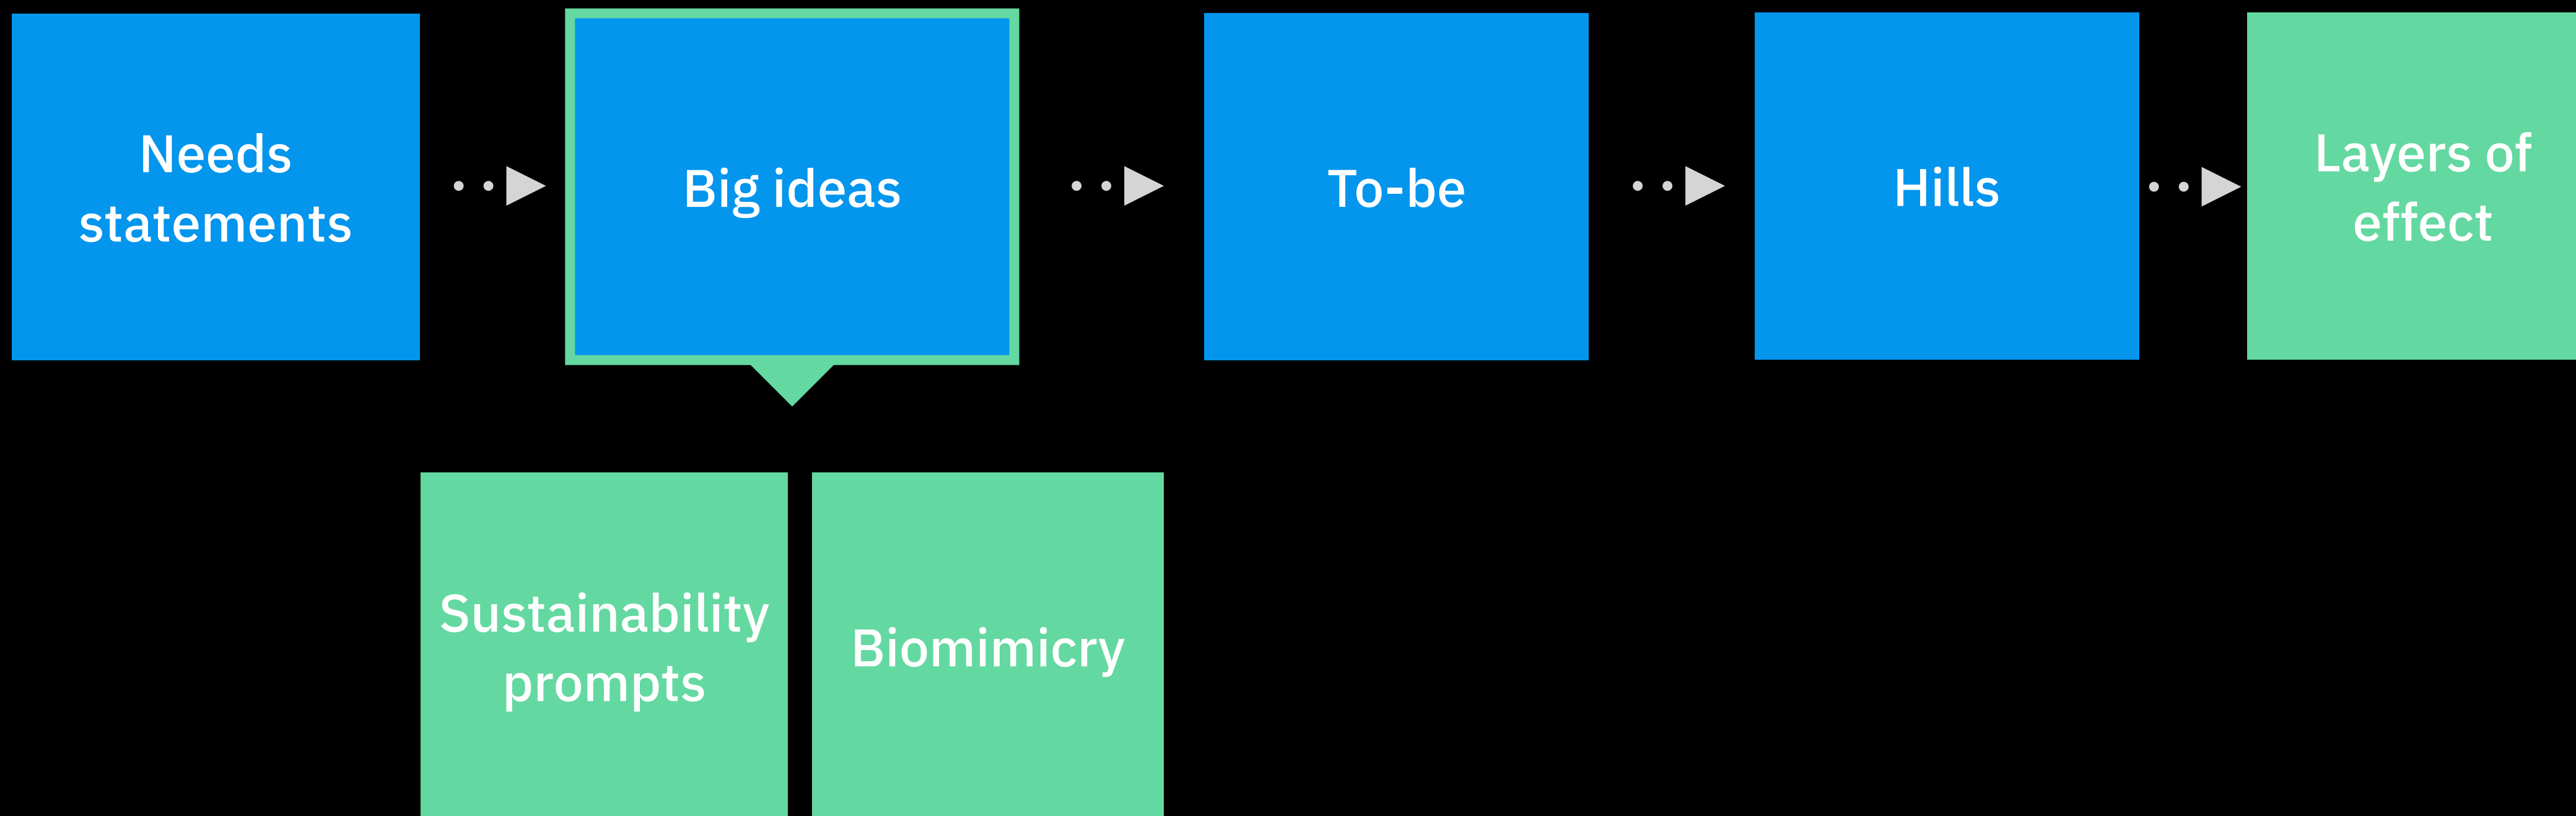 Needs
statements
Big ideas
To-be
Hills
Layers of
effect
Sustainability
prompts
Biomimicry